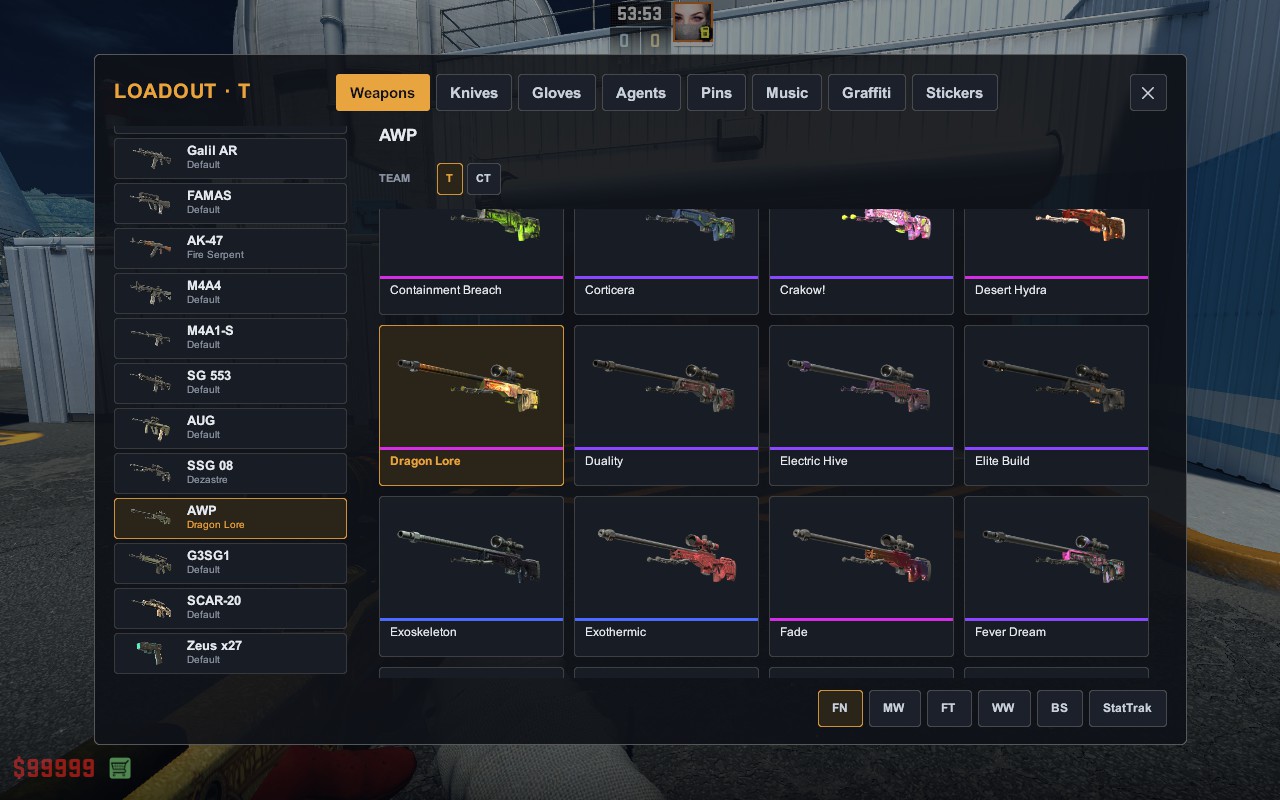 53:53
0 0
LOADOUT · T
Weapons
Knives
Gloves
Agents
Pins
Music
Graffiti
Stickers
Galil AR
Default
FAMAS
Default
AK-47
Fire Serpent
M4A4
Default
M4A1-S
Default
SG 553
Default
AUG
Default
SSG 08
Dezastre
AWP
Dragon Lore
G3SG1
Default
SCAR-20
Default
Zeus x27
Default
AWP
TEAM
T
CT
Containment Breach
Corticera
Crakow!
Desert Hydra
Dragon Lore
Duality
Electric Hive
Elite Build
Exoskeleton
Exothermic
Fade
Fever Dream
FN
MW
FT
WW
BS
StatTrak
$99999